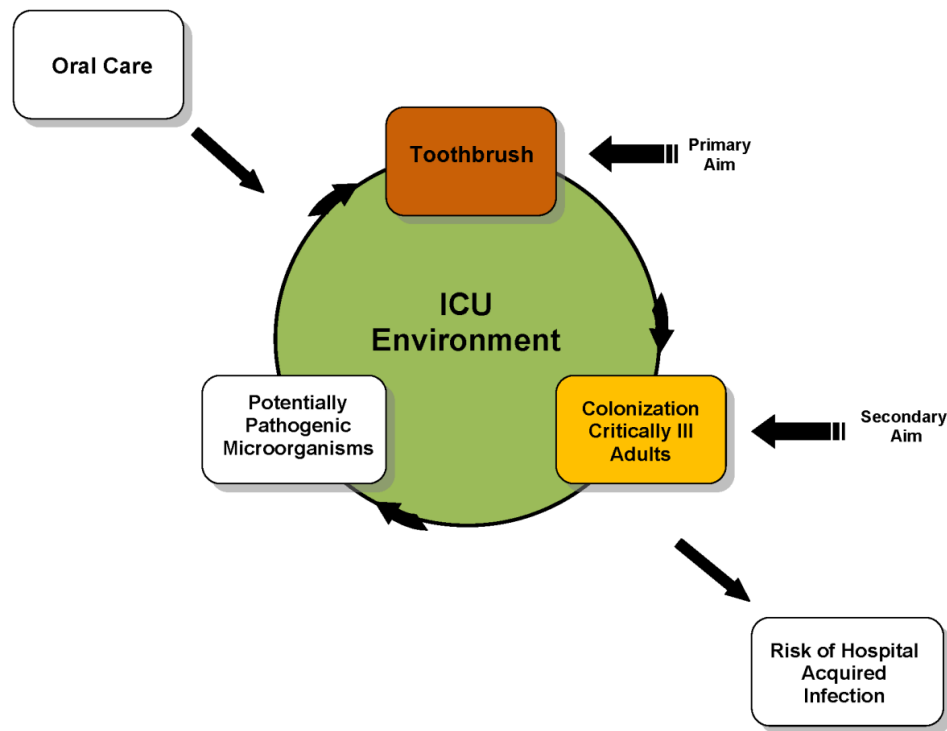 Oral Care
Toothbrush
Primary
Aim
ICU
Environment
Potentially
Pathogenic
Microorganisms
Colonization
Critically Ill
Adults
Secondary
Aim
Risk of Hospital
Acquired
Infection